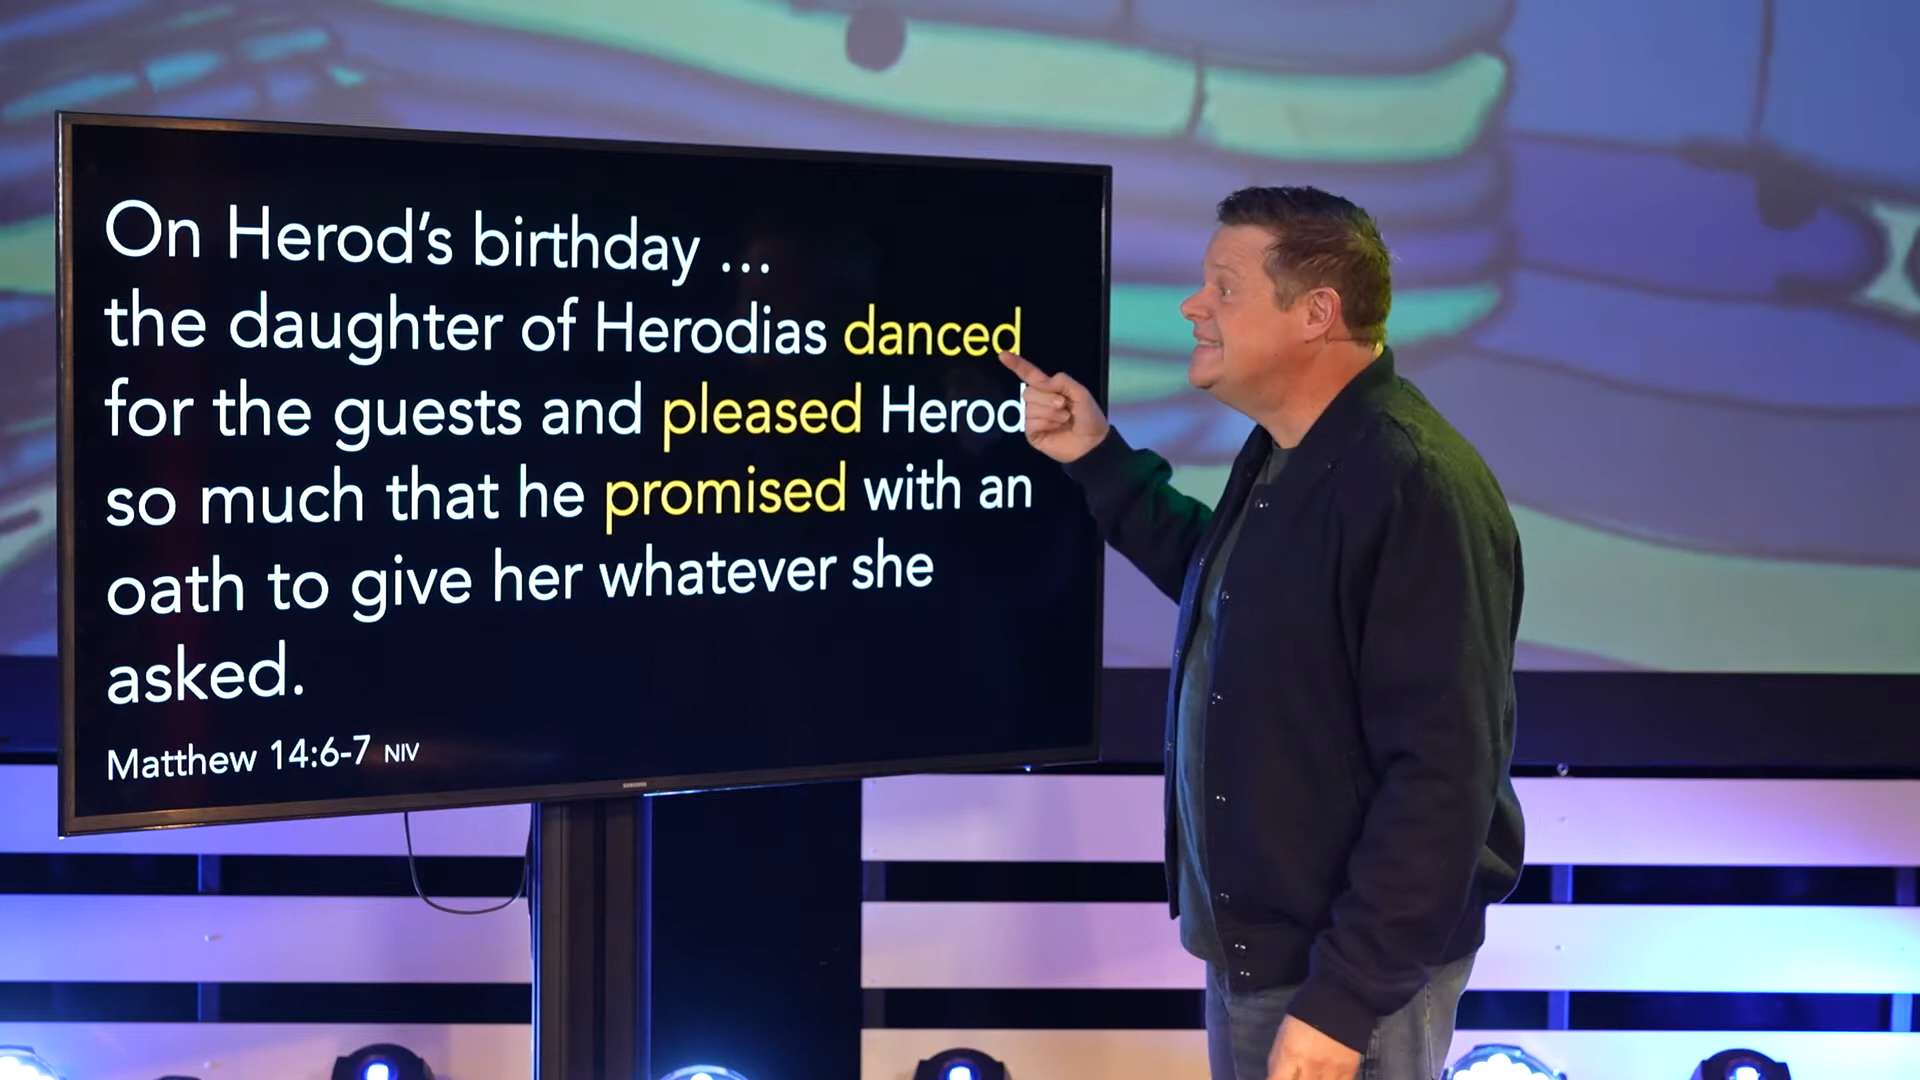 On Herod's birthday ...
the daughter of Herodias danced
for the guests and pleased Herod
so much that he promised with an
oath to give her whatever she
asked.
Matthew 14:6-7 NIV
SAMSUNG